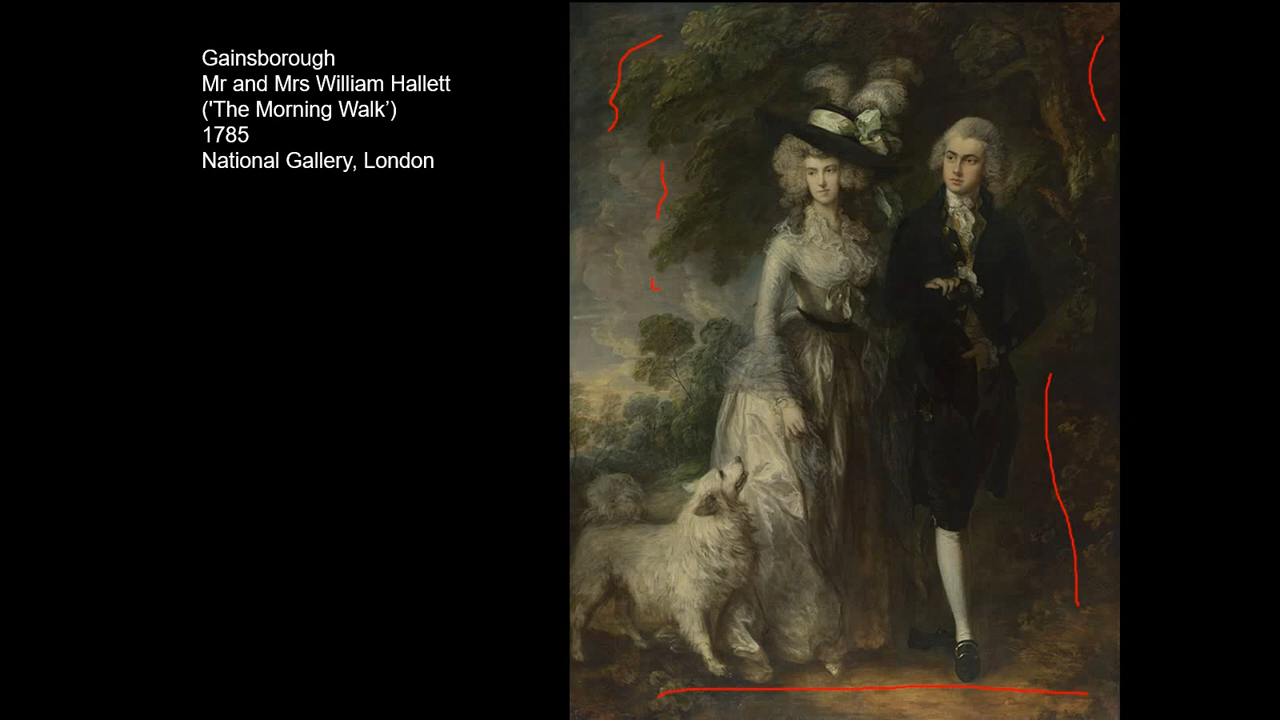 Gainsborough
Mr and Mrs William Hallett
('The Morning Walk’)
1785
National Gallery, London